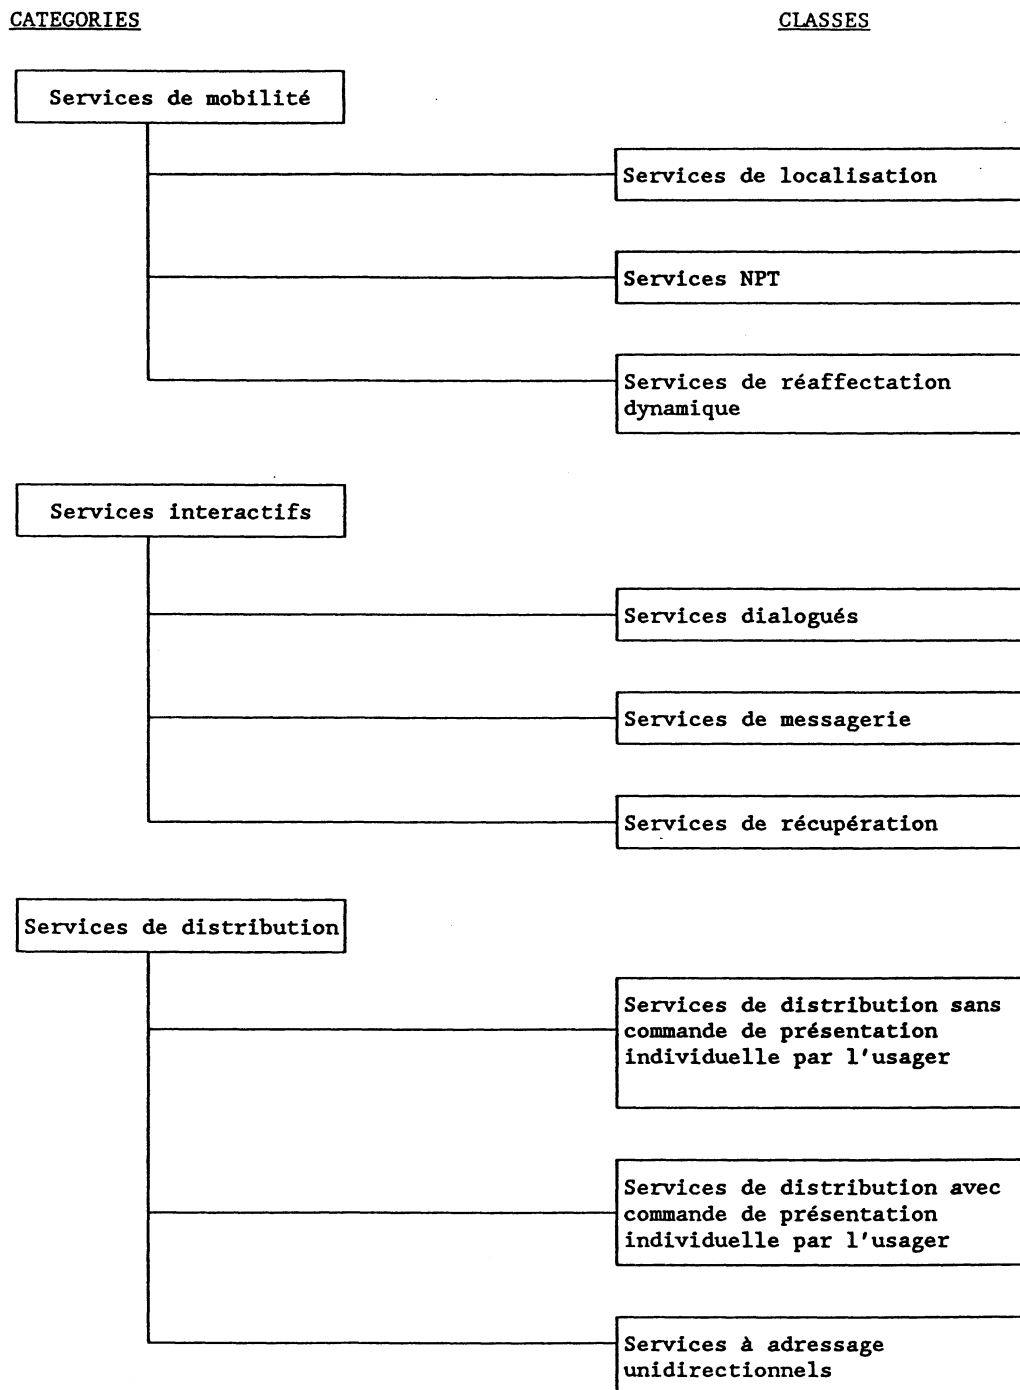 CATEGORIES
CLASSES
Services de mobilité
Services de localisation
Services NPT
Services de réaffectation
dynamique
Services interactifs
Services dialogués
Services de messagerie
Services de récupération
Services de distribution
Services de distribution sans
commande de présentation
individuelle par l'usager
Services de distribution avec
commande de présentation
individuelle par l'usager
Services à adressage
unidirectionnels